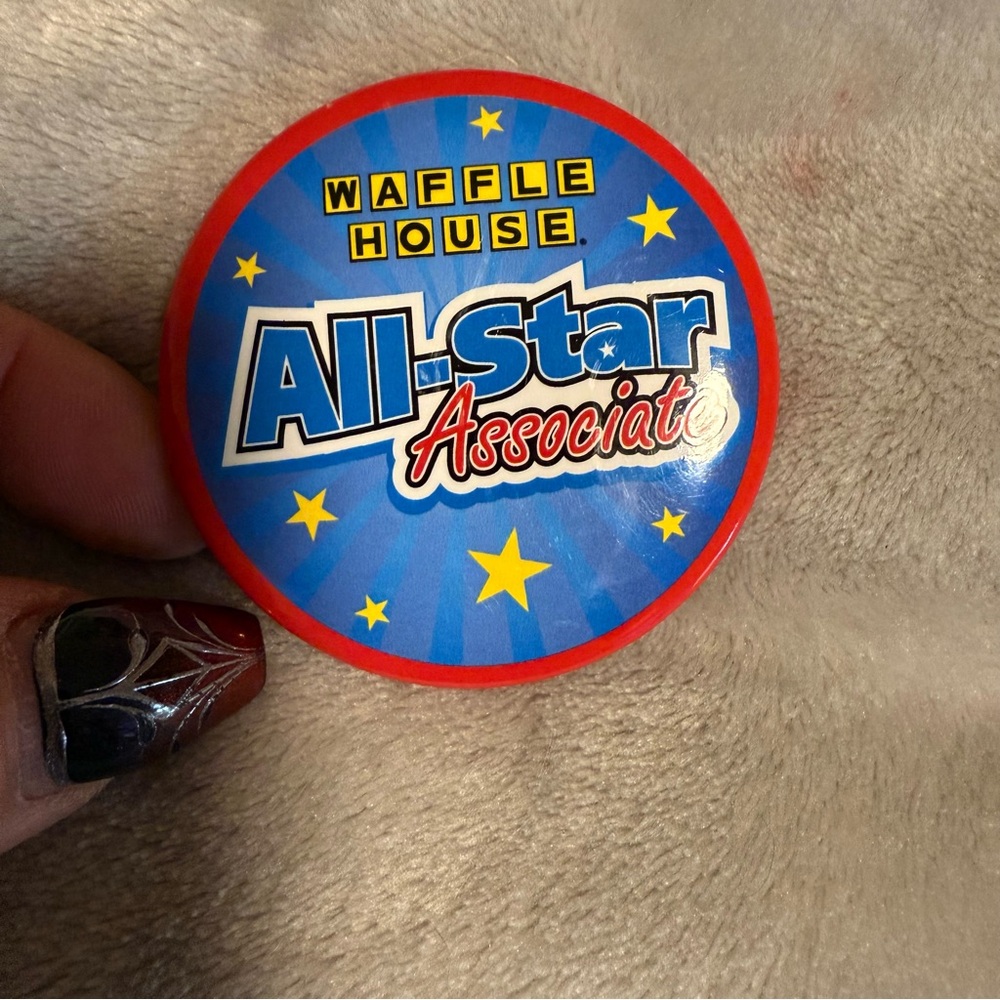 WAFFLE
HOUSE.
All-Star
Associate